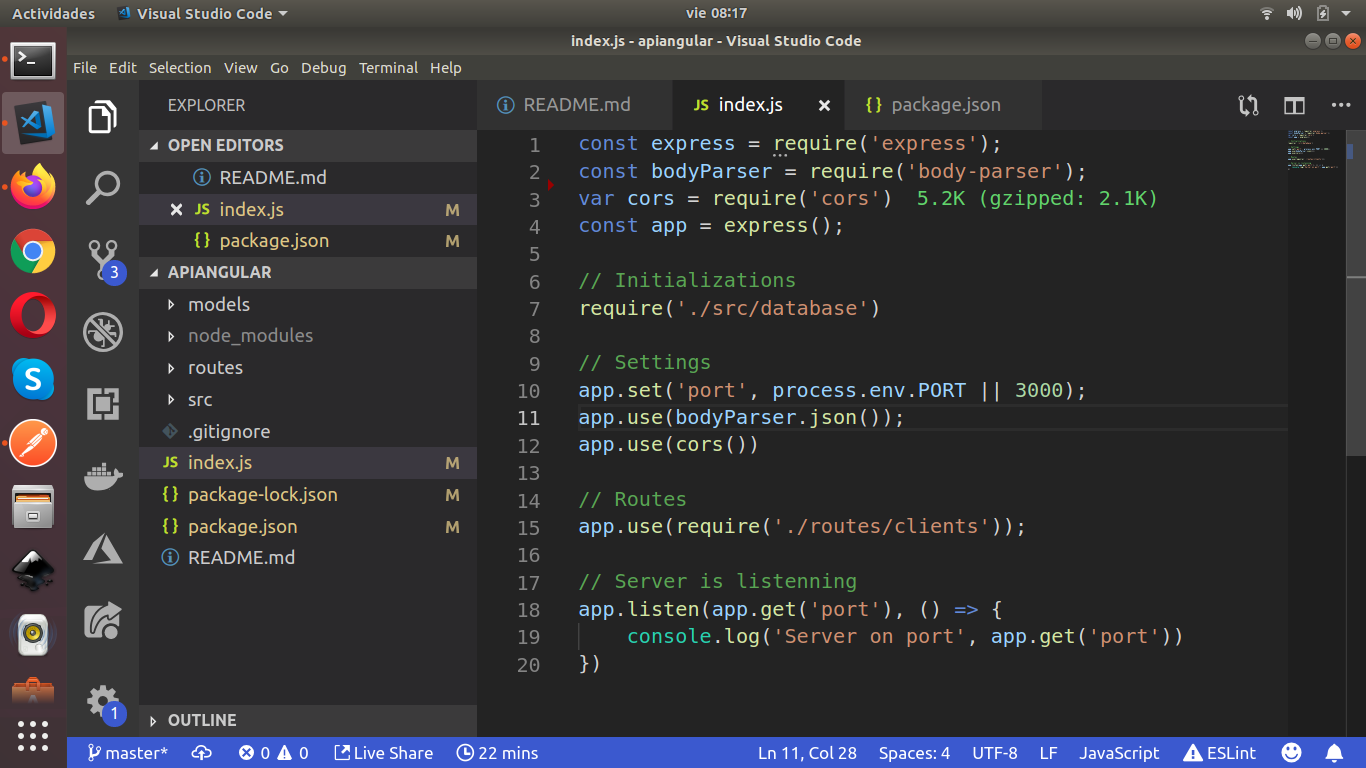 Actividades Visual Studio Code vie 08:17
index.js - apiangular - Visual Studio Code
File Edit Selection View Go Debug Terminal Help
EXPLORER
OPEN EDITORS
README.md
JS index.js M
{} package.json M
APIANGULAR
models
node_modules
routes
src
.gitignore
JS index.js M
{} package-lock.json M
{} package.json M
README.md
OUTLINE
3
1
README.md JS index.js {} package.json
1 const express = require('express');
2 const bodyParser = require('body-parser');
3 var cors = require('cors') 5.2K (gzipped: 2.1K)
4 const app = express();
5
6 // Initializations
7 require('./src/database')
8
9 // Settings
10 app.set('port', process.env.PORT || 3000);
11 app.use(bodyParser.json());
12 app.use(cors())
13
14 // Routes
15 app.use(require('./routes/clients'));
16
17 // Server is listenning
18 app.listen(app.get('port'), () => {
19 console.log('Server on port', app.get('port'))
20 })
master* 0 0 Live Share 22 mins Ln 11, Col 28 Spaces: 4 UTF-8 LF JavaScript ESLint